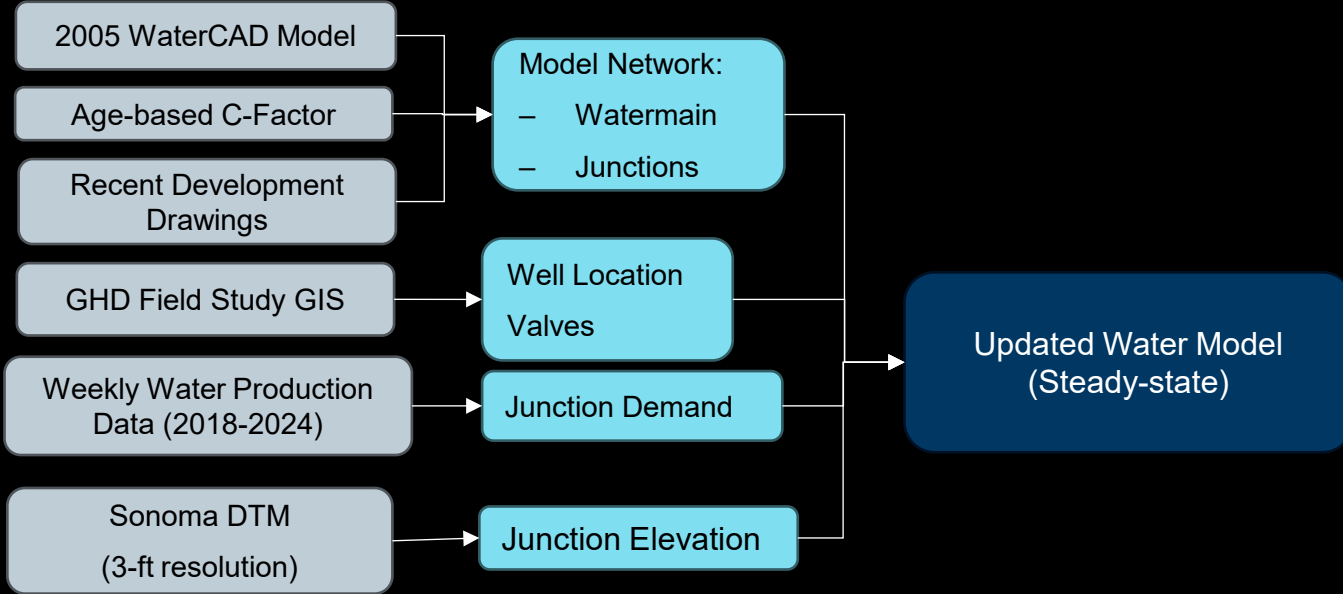 2005 WaterCAD Model
Age-based C-Factor
Recent Development
Drawings
GHD Field Study GIS
Weekly Water Production
Data (2018-2024)
Sonoma DTM
(3-ft resolution)
Model Network:
– Watermain
– Junctions
Well Location
Valves
Junction Demand
Junction Elevation
Updated Water Model
(Steady-state)